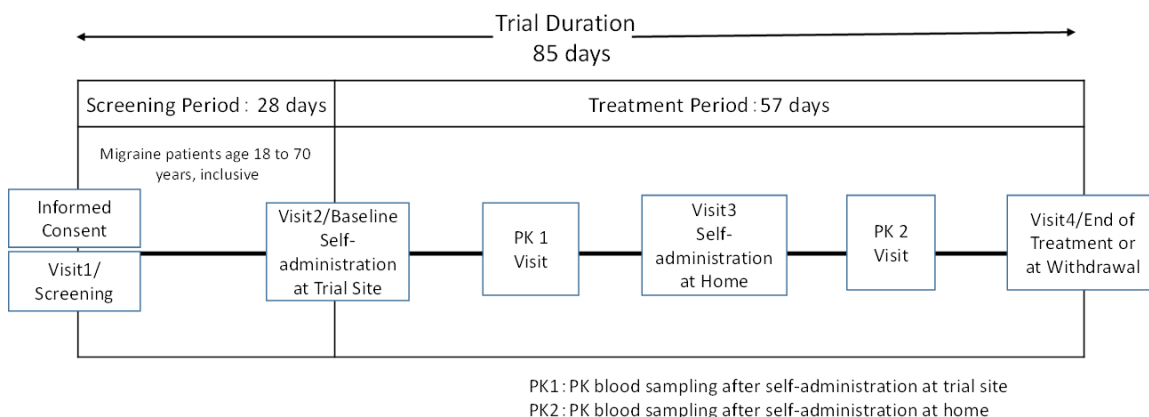 Trial Duration
85 days
Screening Period: 28 days
Treatment Period: 57 days
Migraine patients age 18 to 70
years, inclusive
Informed
Consent
Visit1/
Screening
Visit2/Baseline
Self-
administration
at Trial Site
PK 1
Visit
Visit3
Self-
administration
at Home
PK 2
Visit
Visit4/End of
Treatment or
at Withdrawal
PK1: PK blood sampling after self-administration at trial site
PK2: PK blood sampling after self-administration at home